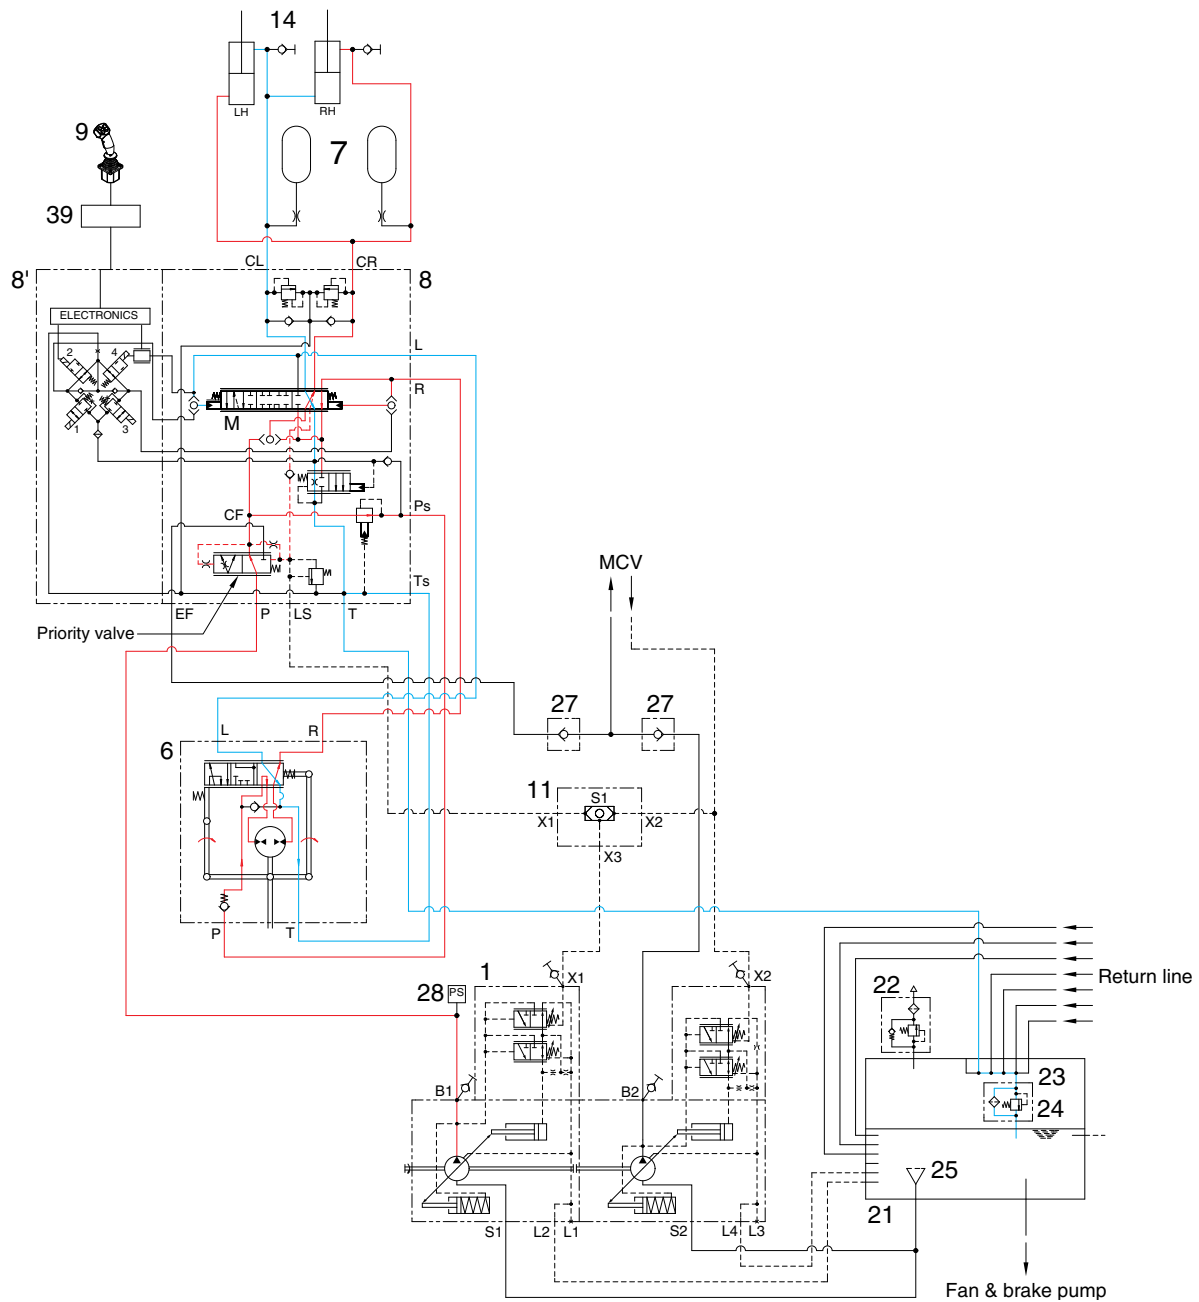 14
LH
RH
9
7
39
CL
CR
8'
8
ELECTRONICS
L
2
4
R
M
1
3
Ps
CF
MCV
Ts
EF
P
LS
T
Priority valve
27
27
L
R
6
11
S1
X1
X2
X3
P
T
1
X1
X2
28
PS
22
Return line
23
B1
B2
24
25
21
S1
L2
L1
S2
L4
L3
Fan & brake pump